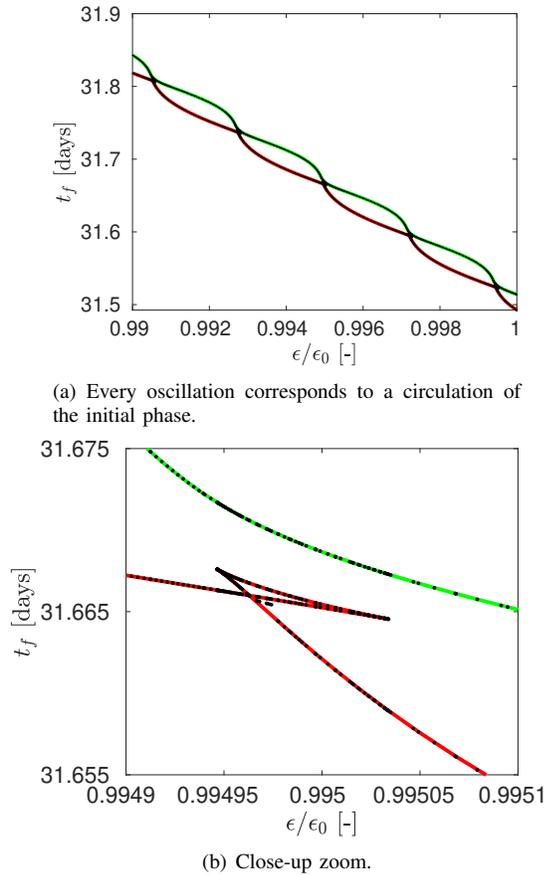 31.9
31.8
31.7
31.6
31.5
t_f [days]
0.99 0.992 0.994 0.996 0.998 1
ϵ/ϵ₀ [-]
(a) Every oscillation corresponds to a circulation of
the initial phase.
31.675
31.665
31.655
t_f [days]
0.9949 0.99495 0.995 0.99505 0.9951
ϵ/ϵ₀ [-]
(b) Close-up zoom.